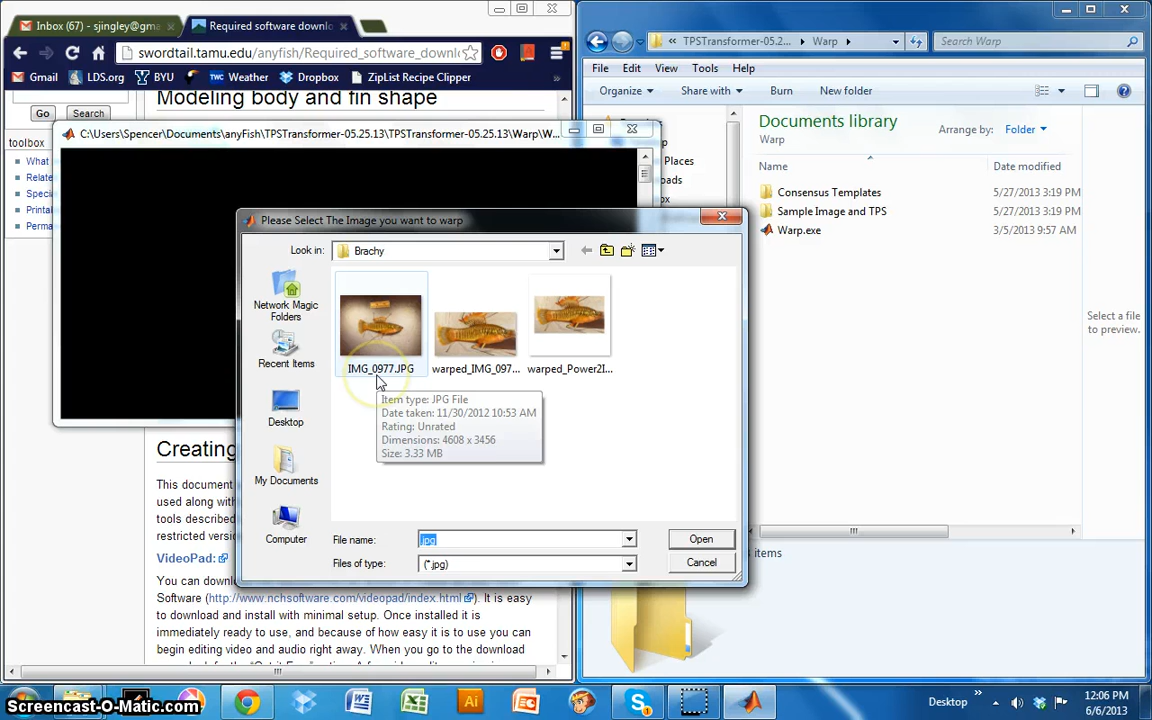 Inbox (67) - sjingley@gm
Required software downlo
swordtail.tamu.edu/anyfish/Required_software_downlo
Gmail
LDS.org
BYU
TWC Weather
Dropbox
ZipList Recipe Clipper
»
Modeling body and fin shape
Go
Search
toolbox
What
Relate
Speci
Printa
Perma
C:\Users\Spencer\Documents\anyFish\TPSTransformer-05.25.13\TPSTransformer-05.25.13\Warp\W...
Please Select The Image you want to warp
Look in:
Brachy
Network Magic
Folders
Recent Items
Desktop
My Documents
Computer
IMG_0977.JPG
warped_IMG_097...
warped_Power2I...
Item type: JPG File
Date taken: 11/30/2012 10:53 AM
Rating: Unrated
Dimensions: 4608 x 3456
Size: 3.33 MB
File name:
.jpg
Open
Files of type:
(*.jpg)
Cancel
Creating
This document
used along with
tools described
restricted version
VideoPad:
You can downl
Software (http://www.nchsoftware.com/videopad/index.html). It is easy
to download and install with minimal setup. Once installed it is
immediately ready to use, and because of how easy it is to use you can
begin editing video and audio right away. When you go to the download
« TPSTransformer-05.2...
Warp
Search Warp
File
Edit
View
Tools
Help
Organize
Share with
Burn
New folder
Documents library
Warp
Arrange by:
Folder
Name
Date modified
Places
oads
Consensus Templates
5/27/2013 3:19 PM
Sample Image and TPS
5/27/2013 3:19 PM
Warp.exe
3/5/2013 9:57 AM
Select a file
to preview.
items
Screencast-O-Matic.com
Desktop
»
12:06 PM
6/6/2013